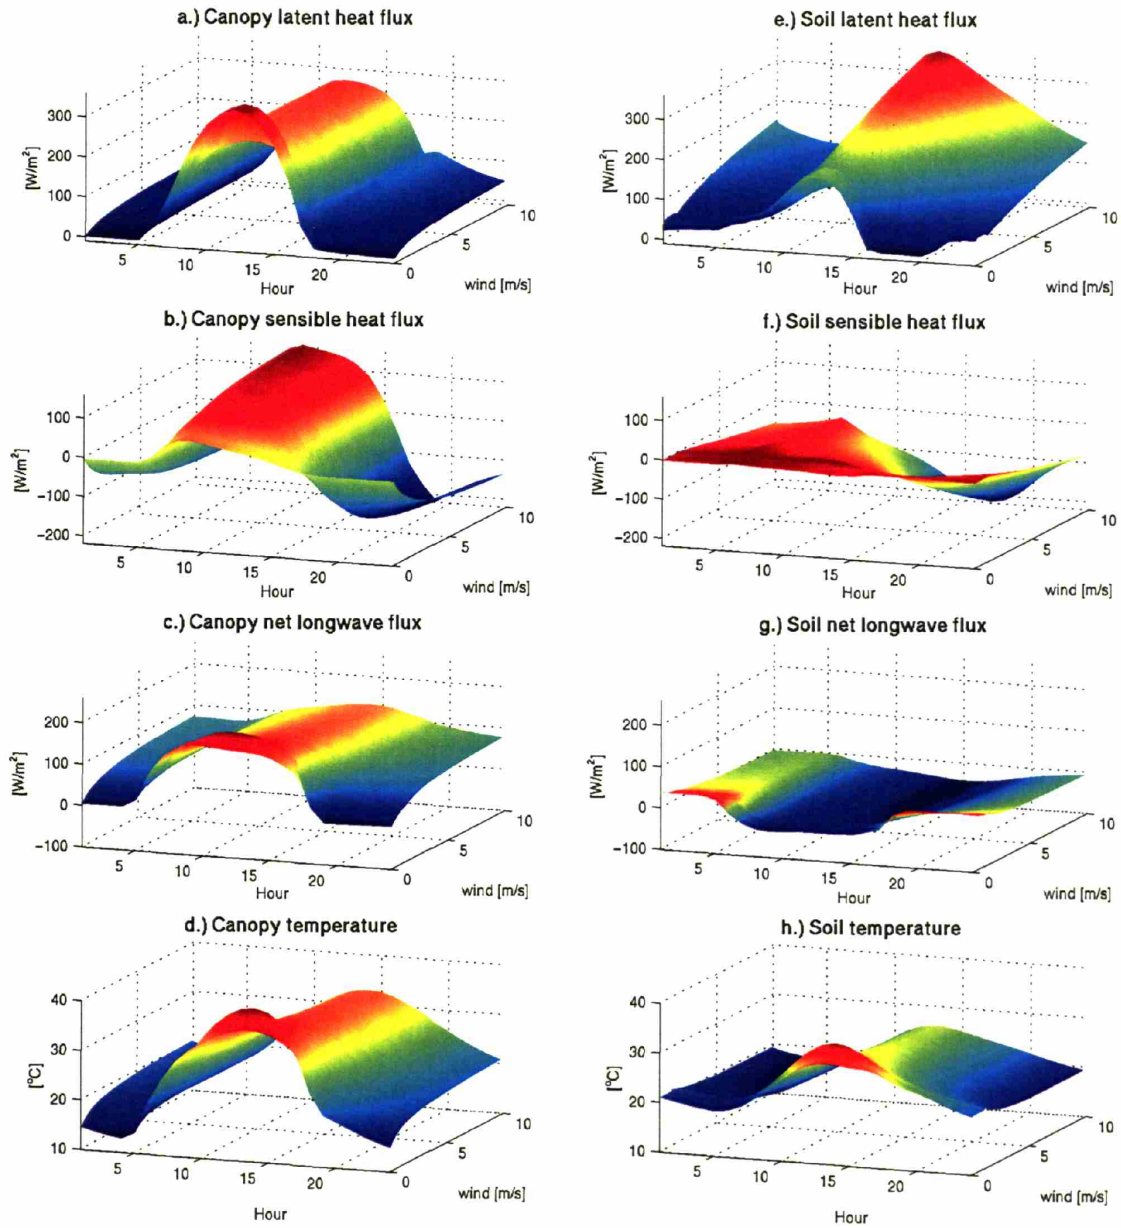 a.) Canopy latent heat flux
300
200
100
0
[W/m²]
5
10
15
20
Hour
0
5
10
wind [m/s]
b.) Canopy sensible heat flux
100
0
−100
−200
[W/m²]
5
10
15
20
Hour
0
5
10
wind [m/s]
c.) Canopy net longwave flux
200
100
0
−100
[W/m²]
5
10
15
20
Hour
0
5
10
wind [m/s]
d.) Canopy temperature
40
30
20
10
[°C]
5
10
15
20
Hour
0
5
10
wind [m/s]
e.) Soil latent heat flux
300
200
100
0
[W/m²]
5
10
15
20
Hour
0
5
10
wind [m/s]
f.) Soil sensible heat flux
100
0
−100
−200
[W/m²]
5
10
15
20
Hour
0
5
10
wind [m/s]
g.) Soil net longwave flux
200
100
0
−100
[W/m²]
5
10
15
20
Hour
0
5
10
wind [m/s]
h.) Soil temperature
40
30
20
10
[°C]
5
10
15
20
Hour
0
5
10
wind [m/s]